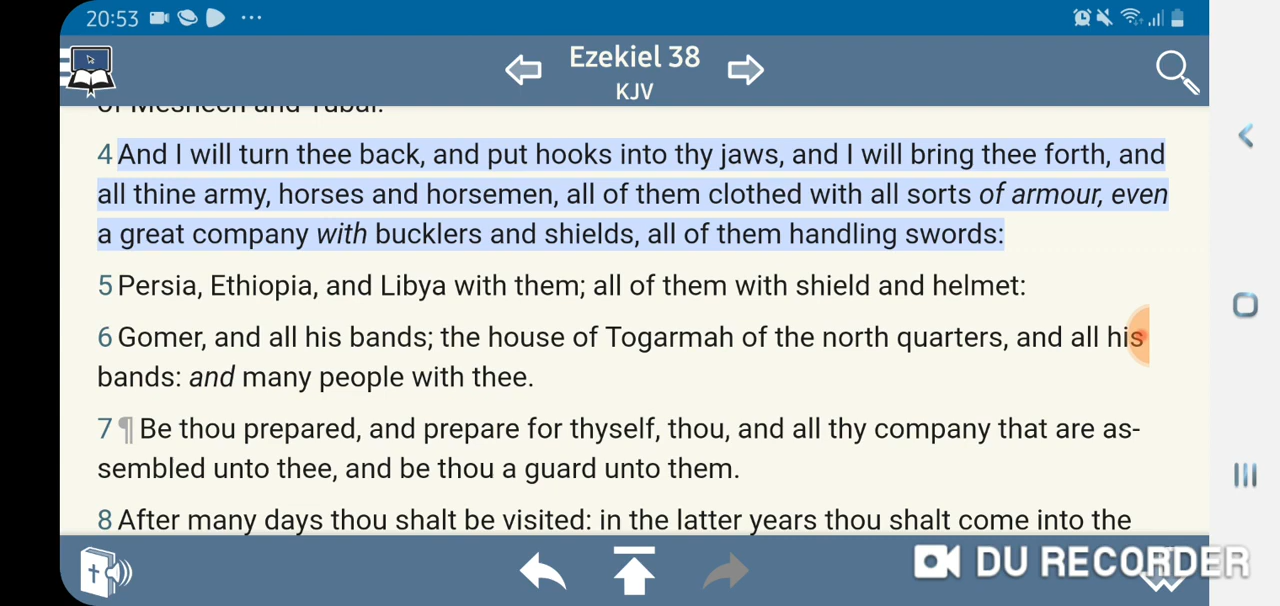 20:53
Ezekiel 38
KJV
of Meshech and Tubal:
4 And I will turn thee back, and put hooks into thy jaws, and I will bring thee forth, and
all thine army, horses and horsemen, all of them clothed with all sorts of armour, even
a great company with bucklers and shields, all of them handling swords:
5 Persia, Ethiopia, and Libya with them; all of them with shield and helmet:
6 Gomer, and all his bands; the house of Togarmah of the north quarters, and all his
bands: and many people with thee.
7 ¶ Be thou prepared, and prepare for thyself, thou, and all thy company that are as-
sembled unto thee, and be thou a guard unto them.
8 After many days thou shalt be visited: in the latter years thou shalt come into the
DU RECORDER